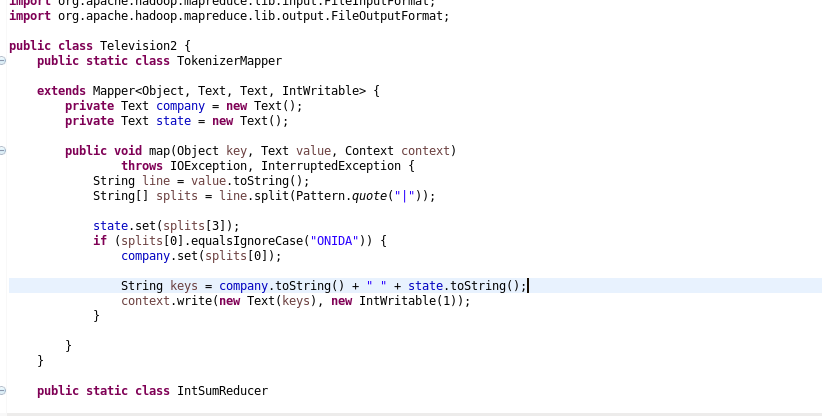 import org.apache.hadoop.mapreduce.lib.input.FileInputFormat;
import org.apache.hadoop.mapreduce.lib.output.FileOutputFormat;
public class Television2 {
public static class TokenizerMapper
extends Mapper<Object, Text, Text, IntWritable> {
private Text company = new Text();
private Text state = new Text();
public void map(Object key, Text value, Context context)
throws IOException, InterruptedException {
String line = value.toString();
String[] splits = line.split(Pattern.quote("|"));
state.set(splits[3]);
if (splits[0].equalsIgnoreCase("ONIDA")) {
company.set(splits[0]);
String keys = company.toString() + " " + state.toString();
context.write(new Text(keys), new IntWritable(1));
}
}
}
public static class IntSumReducer